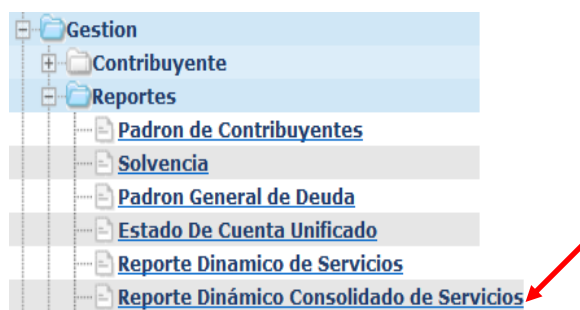 Gestion
Contribuyente
Reportes
Padron de Contribuyentes
Solvencia
Padron General de Deuda
Estado De Cuenta Unificado
Reporte Dinamico de Servicios
Reporte Dinámico Consolidado de Servicios